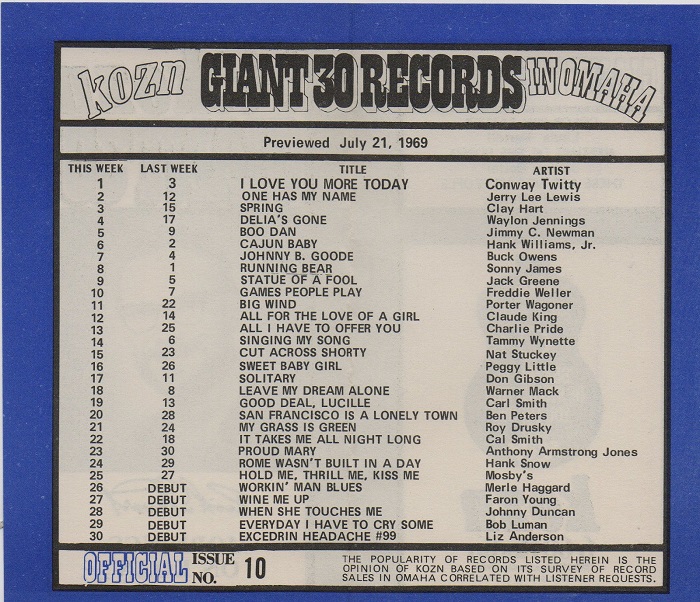 kozn GIANT 30 RECORDS IN OMAHA
Previewed July 21, 1969
THIS WEEK LAST WEEK TITLE ARTIST
1 3 I LOVE YOU MORE TODAY Conway Twitty
2 12 ONE HAS MY NAME Jerry Lee Lewis
3 15 SPRING Clay Hart
4 17 DELIA'S GONE Waylon Jennings
5 9 BOO DAN Jimmy C. Newman
6 2 CAJUN BABY Hank Williams, Jr.
7 4 JOHNNY B. GOODE Buck Owens
8 1 RUNNING BEAR Sonny James
9 5 STATUE OF A FOOL Jack Greene
10 7 GAMES PEOPLE PLAY Freddie Weller
11 22 BIG WIND Porter Wagoner
12 14 ALL FOR THE LOVE OF A GIRL Claude King
13 25 ALL I HAVE TO OFFER YOU Charlie Pride
14 6 SINGING MY SONG Tammy Wynette
15 23 CUT ACROSS SHORTY Nat Stuckey
16 26 SWEET BABY GIRL Peggy Little
17 11 SOLITARY Don Gibson
18 8 LEAVE MY DREAM ALONE Warner Mack
19 13 GOOD DEAL, LUCILLE Carl Smith
20 28 SAN FRANCISCO IS A LONELY TOWN Ben Peters
21 24 MY GRASS IS GREEN Roy Drusky
22 18 IT TAKES ME ALL NIGHT LONG Cal Smith
23 30 PROUD MARY Anthony Armstrong Jones
24 29 ROME WASN'T BUILT IN A DAY Hank Snow
25 27 HOLD ME, THRILL ME, KISS ME Mosby's
26 DEBUT WORKIN' MAN BLUES Merle Haggard
27 DEBUT WINE ME UP Faron Young
28 DEBUT WHEN SHE TOUCHES ME Johnny Duncan
29 DEBUT EVERYDAY I HAVE TO CRY SOME Bob Luman
30 DEBUT EXCEDRIN HEADACHE #99 Liz Anderson
OFFICIAL ISSUE NO. 10
THE POPULARITY OF RECORDS LISTED HEREIN IS THE
OPINION OF KOZN BASED ON ITS SURVEY OF RECORD
SALES IN OMAHA CORRELATED WITH LISTENER REQUESTS.